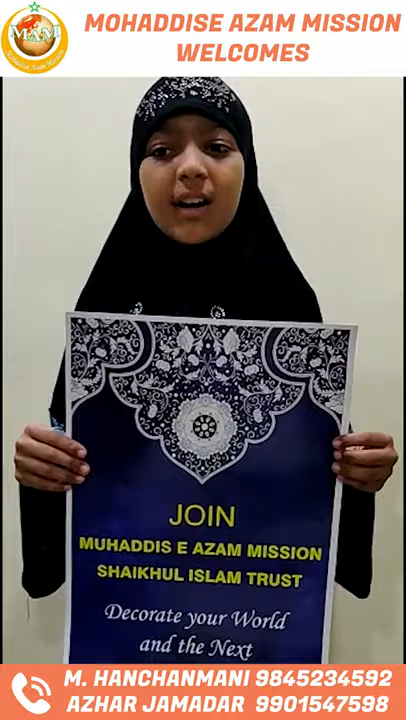 MOHADDISE AZAM MISSION
WELCOMES
MAM
JOIN
MUHADDIS E AZAM MISSION
SHAIKHUL ISLAM TRUST
Decorate your World
and the Next
M. HANCHANMANI 9845234592
AZHAR JAMADAR 9901547598